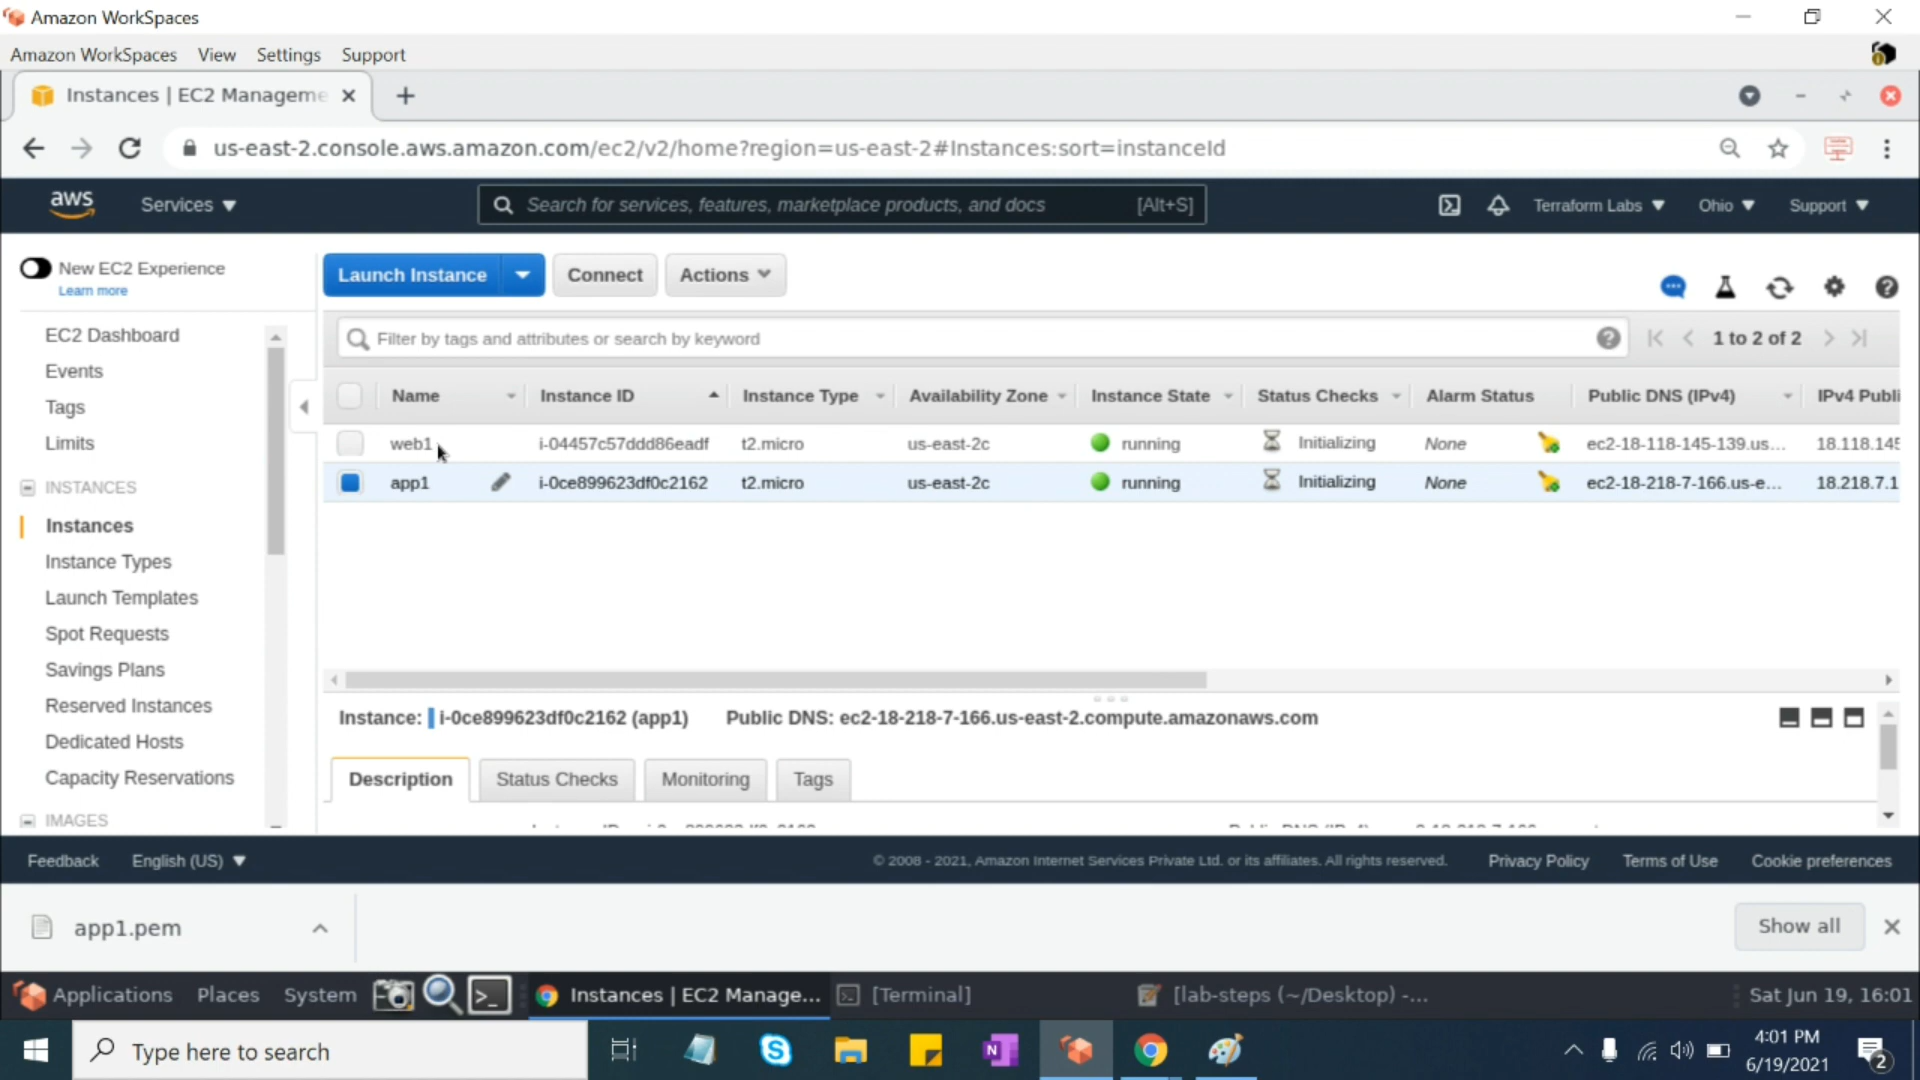 Amazon WorkSpaces
Amazon WorkSpaces View Settings Support
Instances | EC2 Manageme
us-east-2.console.aws.amazon.com/ec2/v2/home?region=us-east-2#Instances:sort=instanceId
aws Services Search for services, features, marketplace products, and docs [Alt+S] Terraform Labs Ohio Support
New EC2 Experience
Learn more
Launch Instance Connect Actions
EC2 Dashboard
Events
Tags
Limits
INSTANCES
Instances
Instance Types
Launch Templates
Spot Requests
Savings Plans
Reserved Instances
Dedicated Hosts
Capacity Reservations
IMAGES
Filter by tags and attributes or search by keyword 1 to 2 of 2
Name Instance ID Instance Type Availability Zone Instance State Status Checks Alarm Status Public DNS (IPv4) IPv4 Publi
web1 i-04457c57ddd86eadf t2.micro us-east-2c running Initializing None ec2-18-118-145-139.us... 18.118.145
app1 i-0ce899623df0c2162 t2.micro us-east-2c running Initializing None ec2-18-218-7-166.us-e... 18.218.7.1
Instance: i-0ce899623df0c2162 (app1) Public DNS: ec2-18-218-7-166.us-east-2.compute.amazonaws.com
Description Status Checks Monitoring Tags
Feedback English (US) © 2008 - 2021, Amazon Internet Services Private Ltd. or its affiliates. All rights reserved. Privacy Policy Terms of Use Cookie preferences
app1.pem Show all
Applications Places System Instances | EC2 Manage... [Terminal] [lab-steps (~/Desktop) -... Sat Jun 19, 16:01
Type here to search
4:01 PM
6/19/2021
2